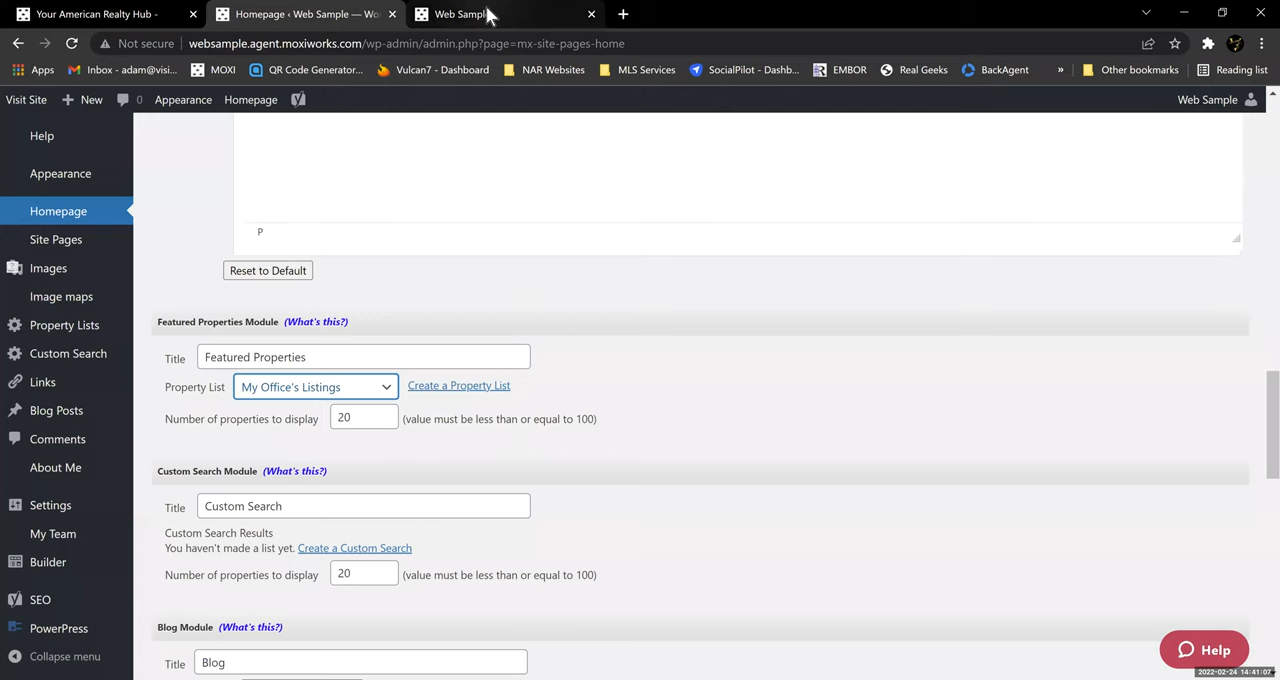 Your American Realty Hub -
Homepage ‹ Web Sample — Wo
Web Sample
Not secure
websample.agent.moxiworks.com/wp-admin/admin.php?page=mx-site-pages-home
Apps
Inbox - adam@visi...
MOXI
QR Code Generator...
Vulcan7 - Dashboard
NAR Websites
MLS Services
SocialPilot - Dashb...
EMBOR
Real Geeks
BackAgent
»
Other bookmarks
Reading list
Visit Site
+ New
0
Appearance
Homepage
Web Sample
Help
Appearance
Homepage
Site Pages
Images
Image maps
Property Lists
Custom Search
Links
Blog Posts
Comments
About Me
Settings
My Team
Builder
SEO
PowerPress
Collapse menu
P
Reset to Default
Featured Properties Module (What's this?)
Title Featured Properties
Property List My Office's Listings Create a Property List
Number of properties to display 20 (value must be less than or equal to 100)
Custom Search Module (What's this?)
Title Custom Search
Custom Search Results
You haven't made a list yet. Create a Custom Search
Number of properties to display 20 (value must be less than or equal to 100)
Blog Module (What's this?)
Title Blog
Help
2022-02-24 14:41:07